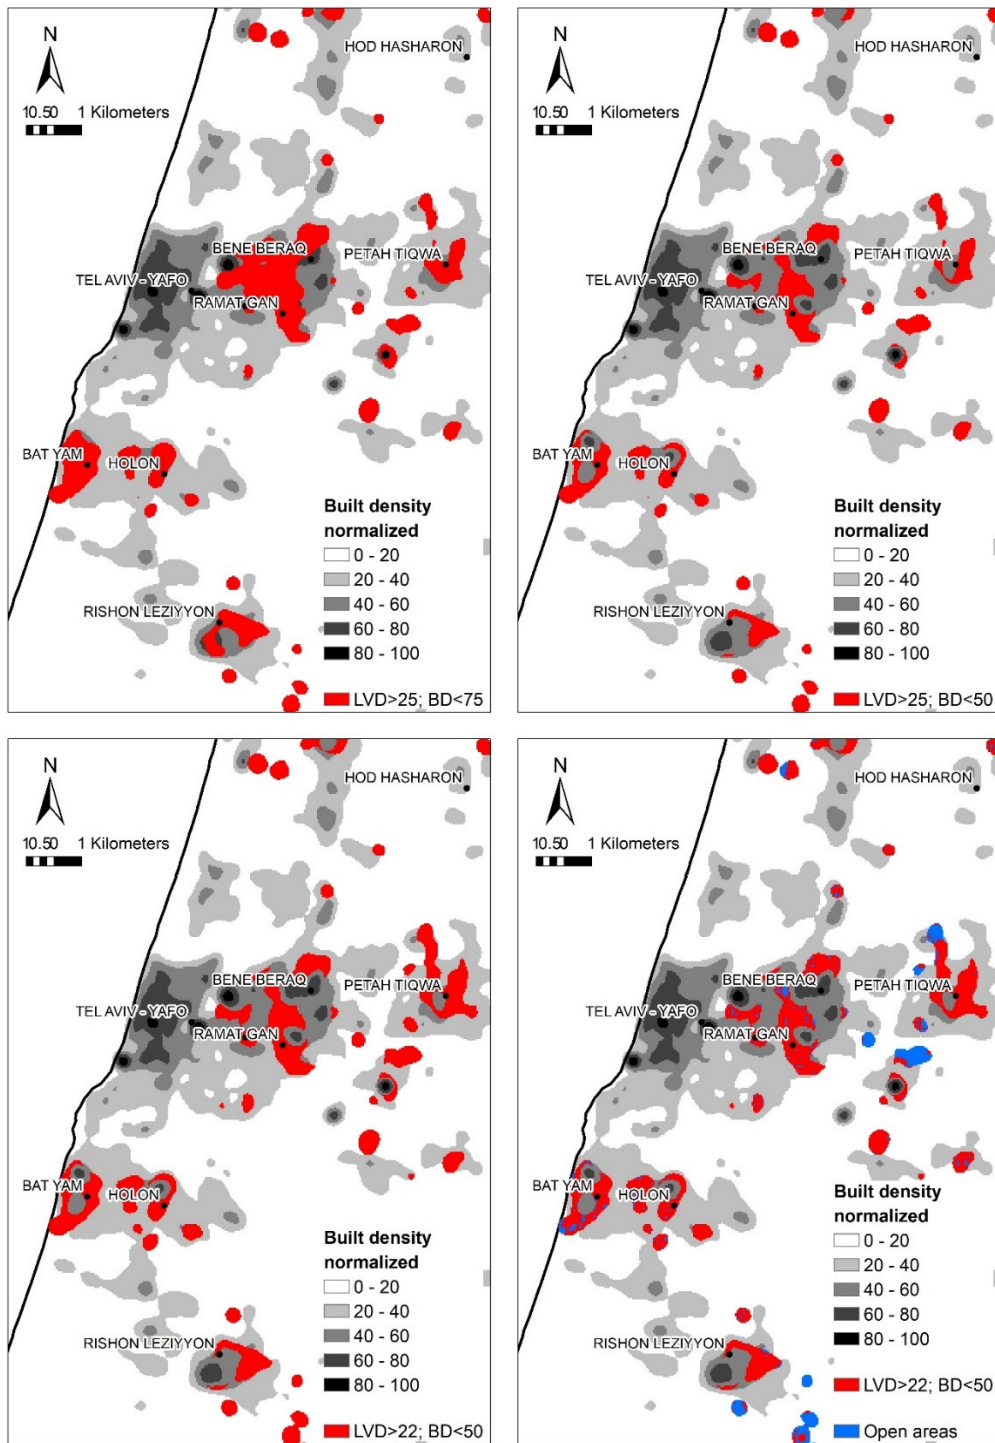 N
HOD HASHARON
10.50 1 Kilometers
BENE BERAQ
PETAH TIQWA
TEL AVIV - YAFO
RAMAT GAN
BAT YAM
HOLON
Built density
normalized
0 - 20
20 - 40
40 - 60
RISHON LEZIYYON
60 - 80
80 - 100
LVD>25; BD<75
N
HOD HASHARON
10.50 1 Kilometers
BENE BERAQ
PETAH TIQWA
TEL AVIV - YAFO
RAMAT GAN
BAT YAM
HOLON
Built density
normalized
0 - 20
20 - 40
40 - 60
RISHON LEZIYYON
60 - 80
80 - 100
LVD>25; BD<50
N
HOD HASHARON
10.50 1 Kilometers
BENE BERAQ
PETAH TIQWA
TEL AVIV - YAFO
RAMAT GAN
BAT YAM
HOLON
Built density
normalized
0 - 20
20 - 40
40 - 60
RISHON LEZIYYON
60 - 80
80 - 100
LVD>22; BD<50
N
HOD HASHARON
10.50 1 Kilometers
BENE BERAQ
PETAH TIQWA
TEL AVIV - YAFO
RAMAT GAN
BAT YAM
HOLON
Built density
normalized
0 - 20
20 - 40
40 - 60
60 - 80
RISHON LEZIYYON
80 - 100
LVD>22; BD<50
Open areas